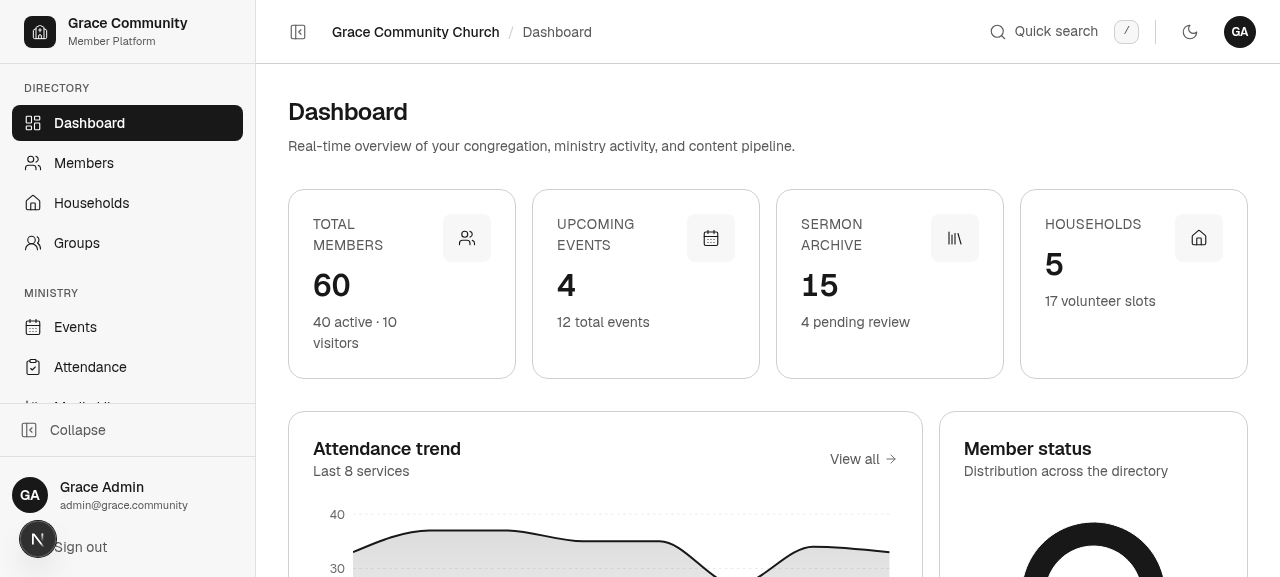 Grace Community
Member Platform
DIRECTORY
Dashboard
Members
Households
Groups
MINISTRY
Events
Attendance
Collapse
GA
Grace Admin
admin@grace.community
N
Sign out
Grace Community Church / Dashboard
Quick search /
GA
Dashboard
Real-time overview of your congregation, ministry activity, and content pipeline.
TOTAL
MEMBERS
60
40 active · 10
visitors
UPCOMING
EVENTS
4
12 total events
SERMON
ARCHIVE
15
4 pending review
HOUSEHOLDS
5
17 volunteer slots
Attendance trend
Last 8 services
View all
40
30
Member status
Distribution across the directory